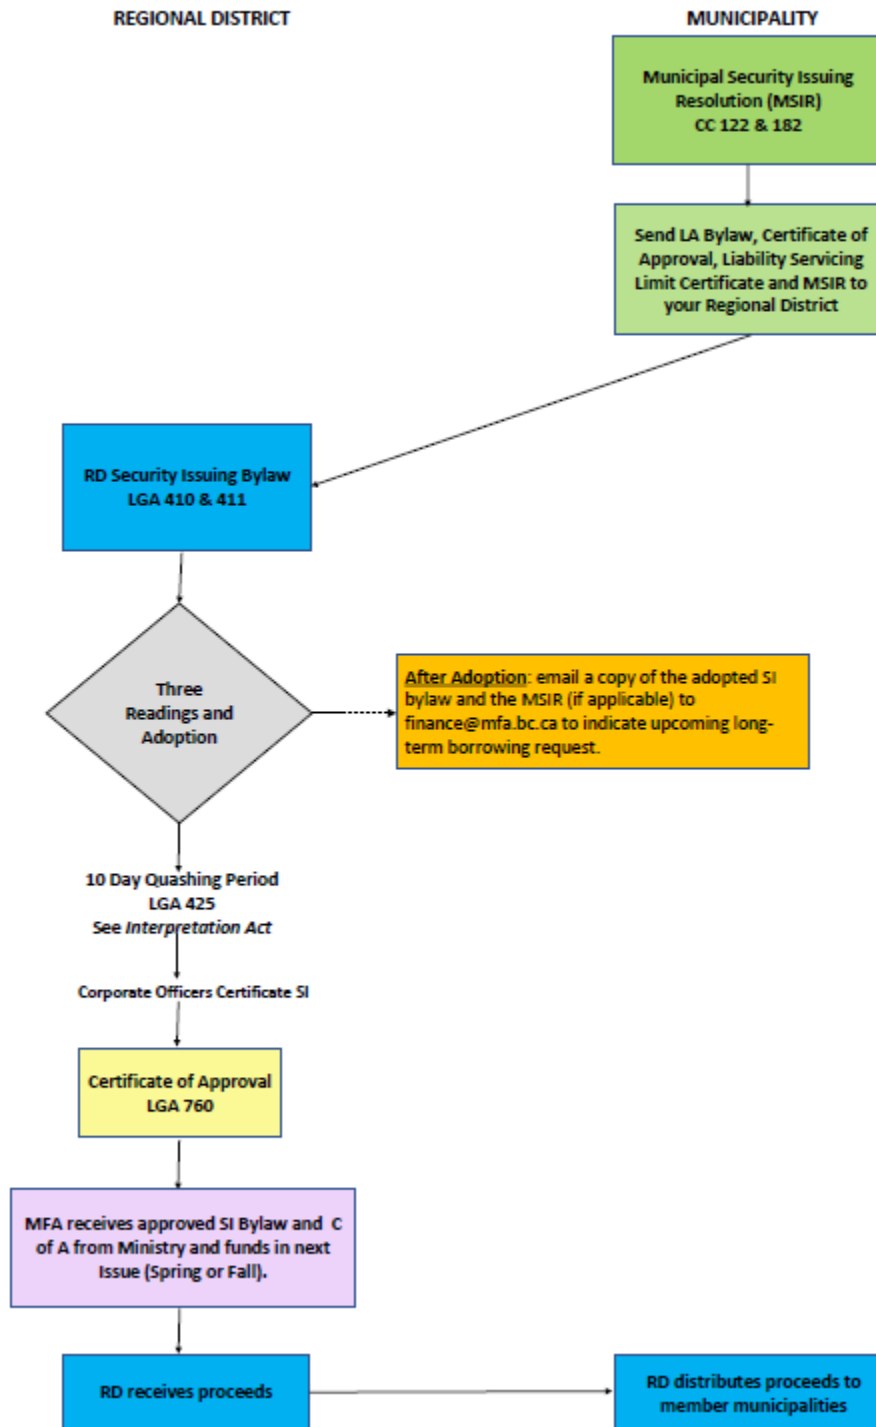 REGIONAL DISTRICT
MUNICIPALITY
Municipal Security Issuing
Resolution (MSIR)
CC 122 & 182
Send LA Bylaw, Certificate of
Approval, Liability Servicing
Limit Certificate and MSIR to
your Regional District
RD Security Issuing Bylaw
LGA 410 & 411
Three
Readings and
Adoption
After Adoption: email a copy of the adopted SI
bylaw and the MSIR (if applicable) to
finance@mfa.bc.ca to indicate upcoming long-
term borrowing request.
10 Day Quashing Period
LGA 425
See Interpretation Act
Corporate Officers Certificate SI
Certificate of Approval
LGA 760
MFA receives approved SI Bylaw and C
of A from Ministry and funds in next
Issue (Spring or Fall).
RD receives proceeds
RD distributes proceeds to
member municipalities